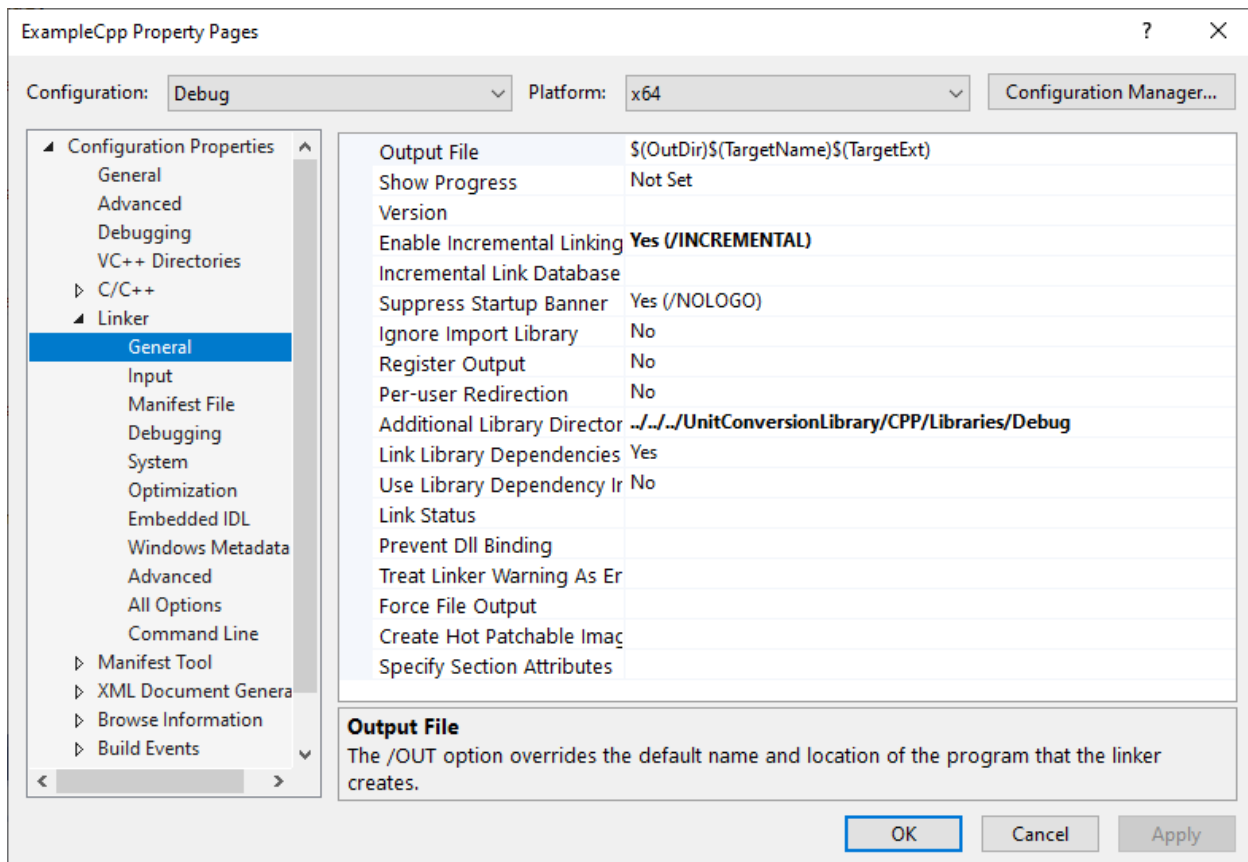 ExampleCpp Property Pages
?
Configuration: Debug Platform: x64 Configuration Manager...
Configuration Properties
General
Advanced
Debugging
VC++ Directories
C/C++
Linker
General
Input
Manifest File
Debugging
System
Optimization
Embedded IDL
Windows Metadata
Advanced
All Options
Command Line
Manifest Tool
XML Document Genera
Browse Information
Build Events
Output File $(OutDir)$(TargetName)$(TargetExt)
Show Progress Not Set
Version
Enable Incremental Linking Yes (/INCREMENTAL)
Incremental Link Database
Suppress Startup Banner Yes (/NOLOGO)
Ignore Import Library No
Register Output No
Per-user Redirection No
Additional Library Director ../../../UnitConversionLibrary/CPP/Libraries/Debug
Link Library Dependencies Yes
Use Library Dependency Ir No
Link Status
Prevent Dll Binding
Treat Linker Warning As Er
Force File Output
Create Hot Patchable Imag
Specify Section Attributes
Output File
The /OUT option overrides the default name and location of the program that the linker
creates.
OK Cancel Apply